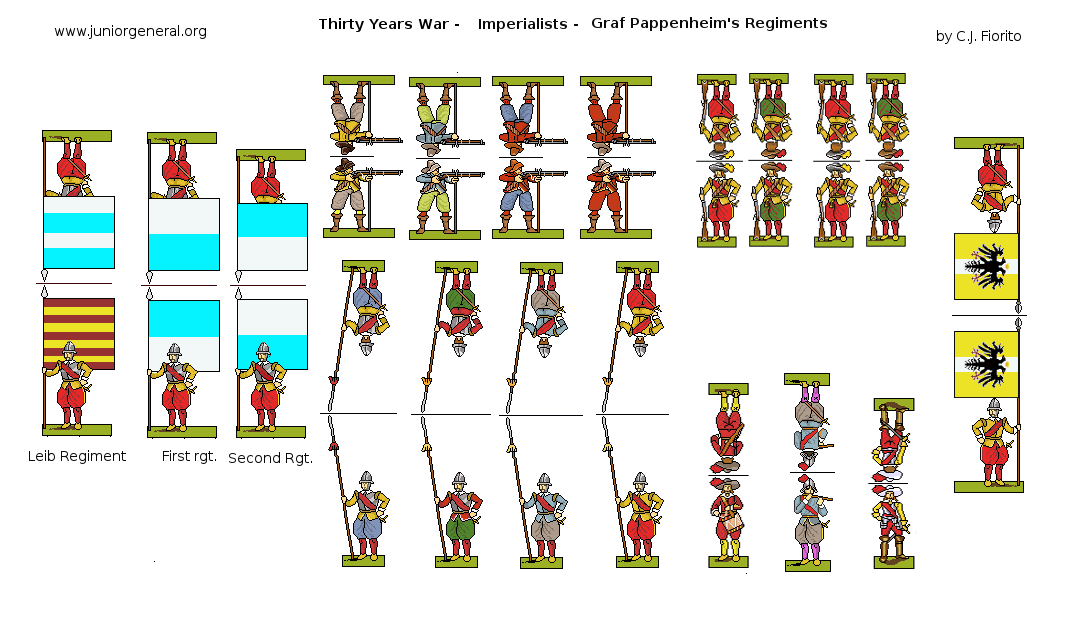 Thirty Years War - Imperialists - Graf Pappenheim's Regiments
www.juniorgeneral.org
by C.J. Fiorito
Leib Regiment
First rgt.
Second Rgt.